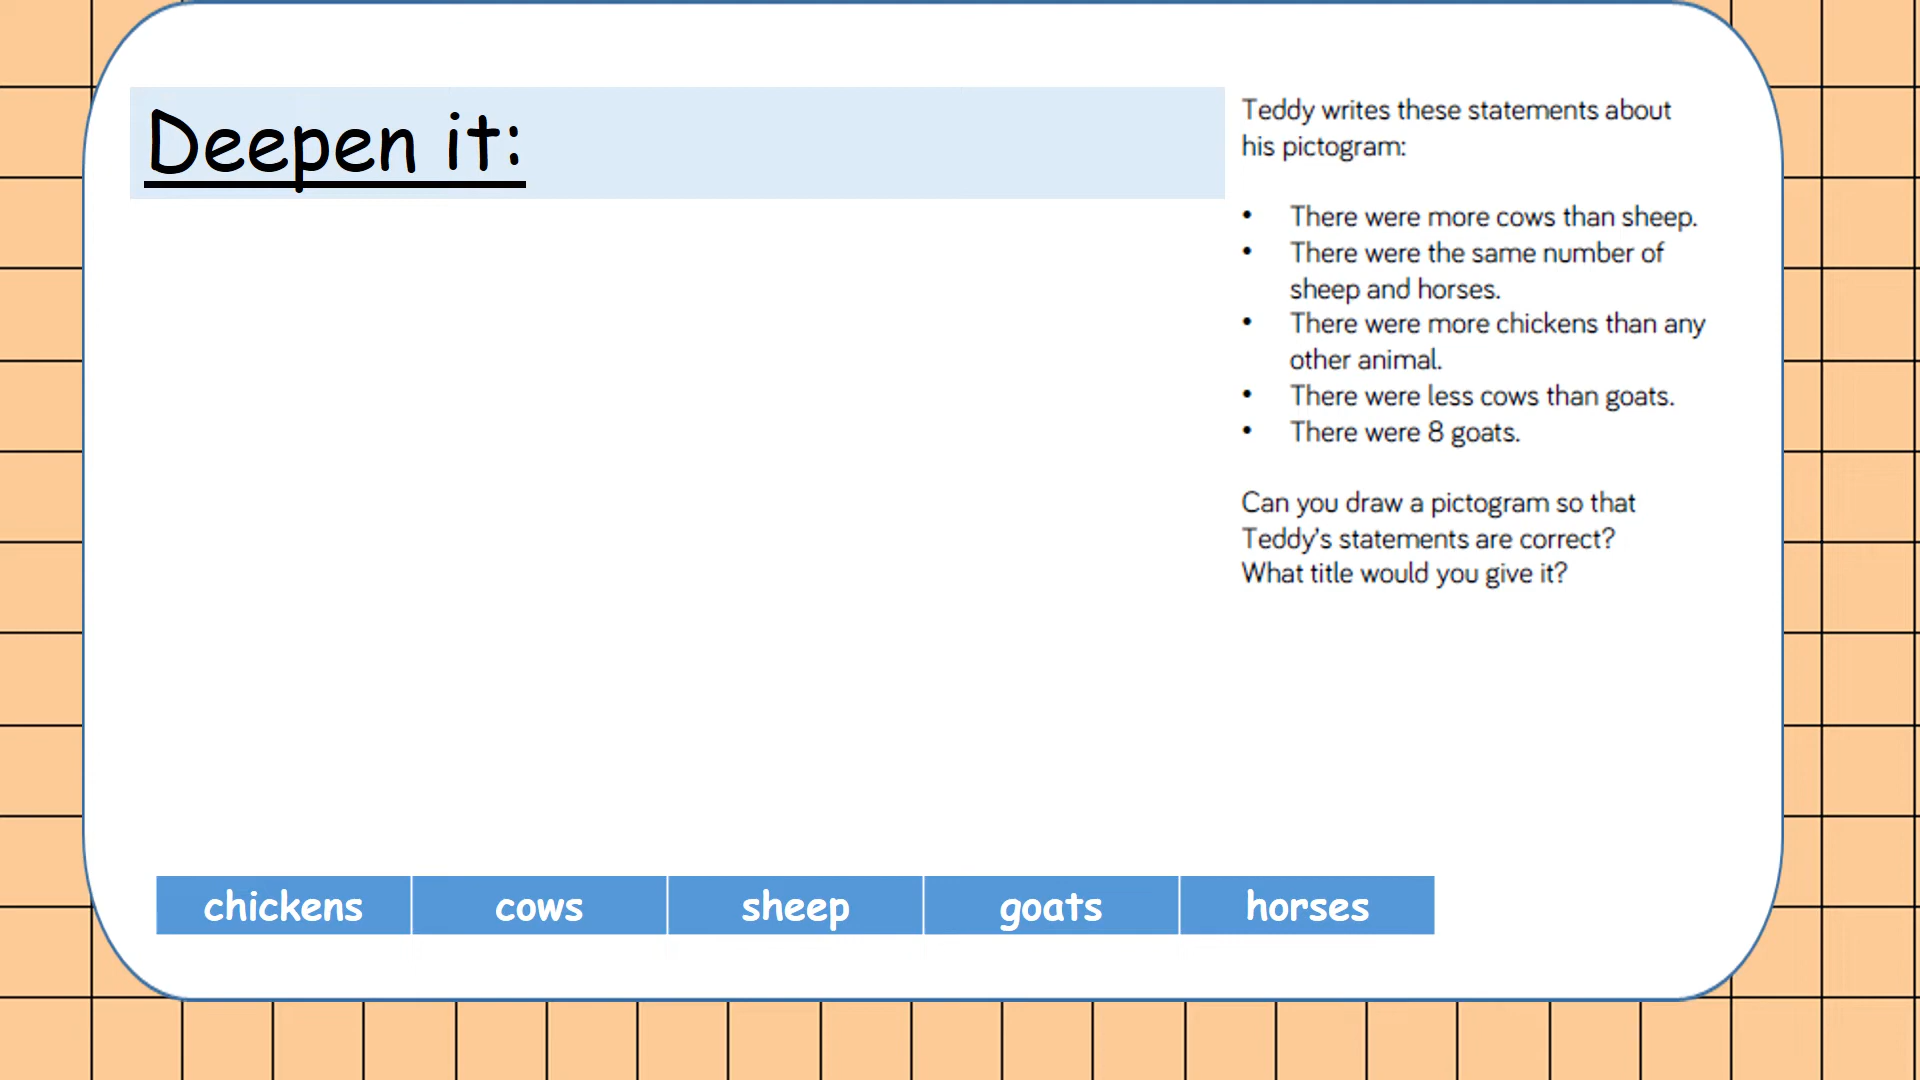 Deepen it:
Teddy writes these statements about
his pictogram:
• There were more cows than sheep.
• There were the same number of
sheep and horses.
• There were more chickens than any
other animal.
• There were less cows than goats.
• There were 8 goats.
Can you draw a pictogram so that
Teddy's statements are correct?
What title would you give it?
chickens cows sheep goats horses